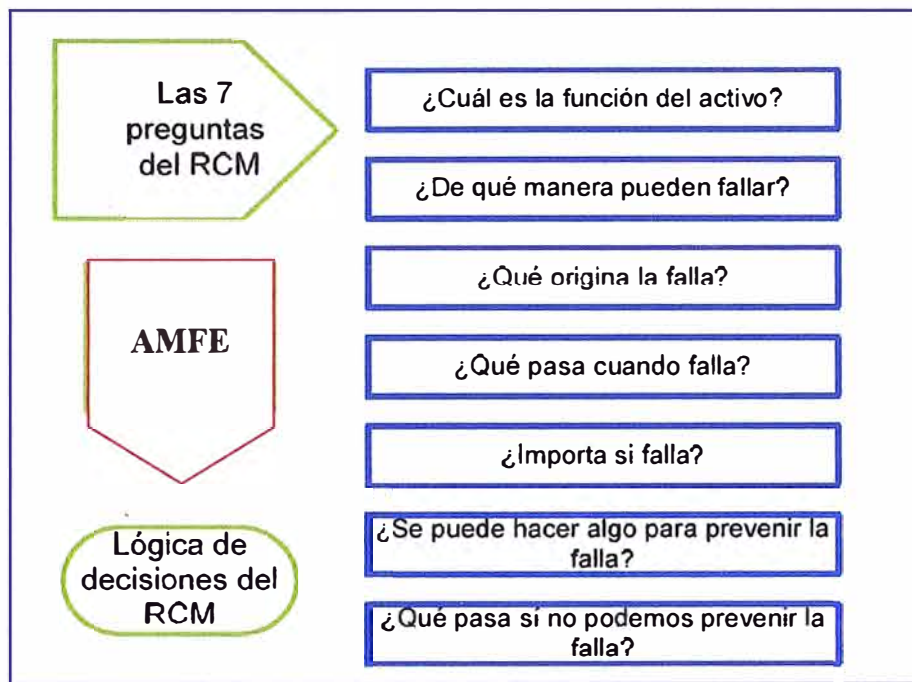 Las 7
preguntas
del RCM
¿Cuál es la función del activo?
¿De qué manera pueden fallar?
¿Qué origina la falla?
AMFE
¿Qué pasa cuando falla?
¿Importa si falla?
Lógica de
decisiones del
RCM
¿Se puede hacer algo para prevenir la
falla?
¿Qué pasa sí no podemos prevenir la
falla?